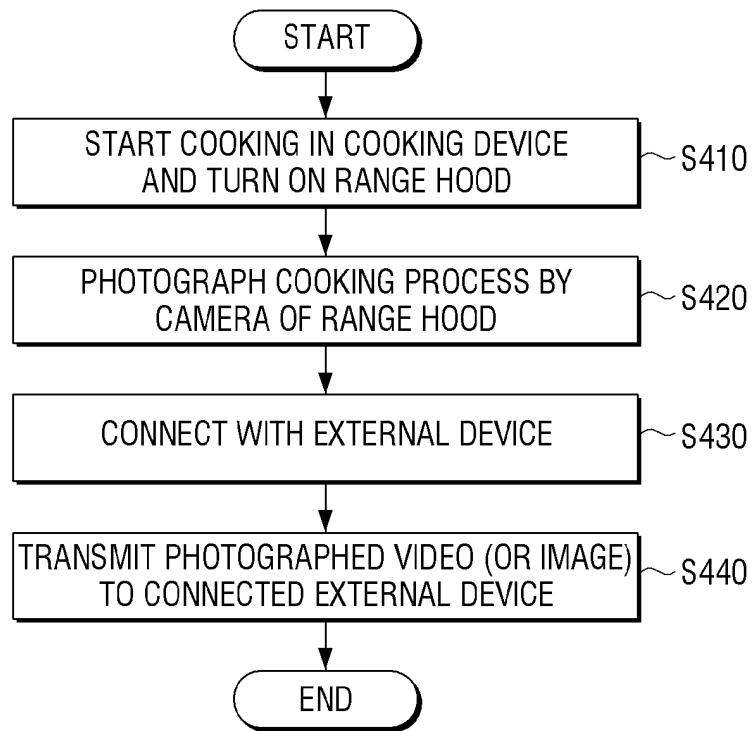 START
START COOKING IN COOKING DEVICE
AND TURN ON RANGE HOOD
S410
PHOTOGRAPH COOKING PROCESS BY
CAMERA OF RANGE HOOD
S420
CONNECT WITH EXTERNAL DEVICE
S430
TRANSMIT PHOTOGRAPHED VIDEO (OR IMAGE)
TO CONNECTED EXTERNAL DEVICE
S440
END